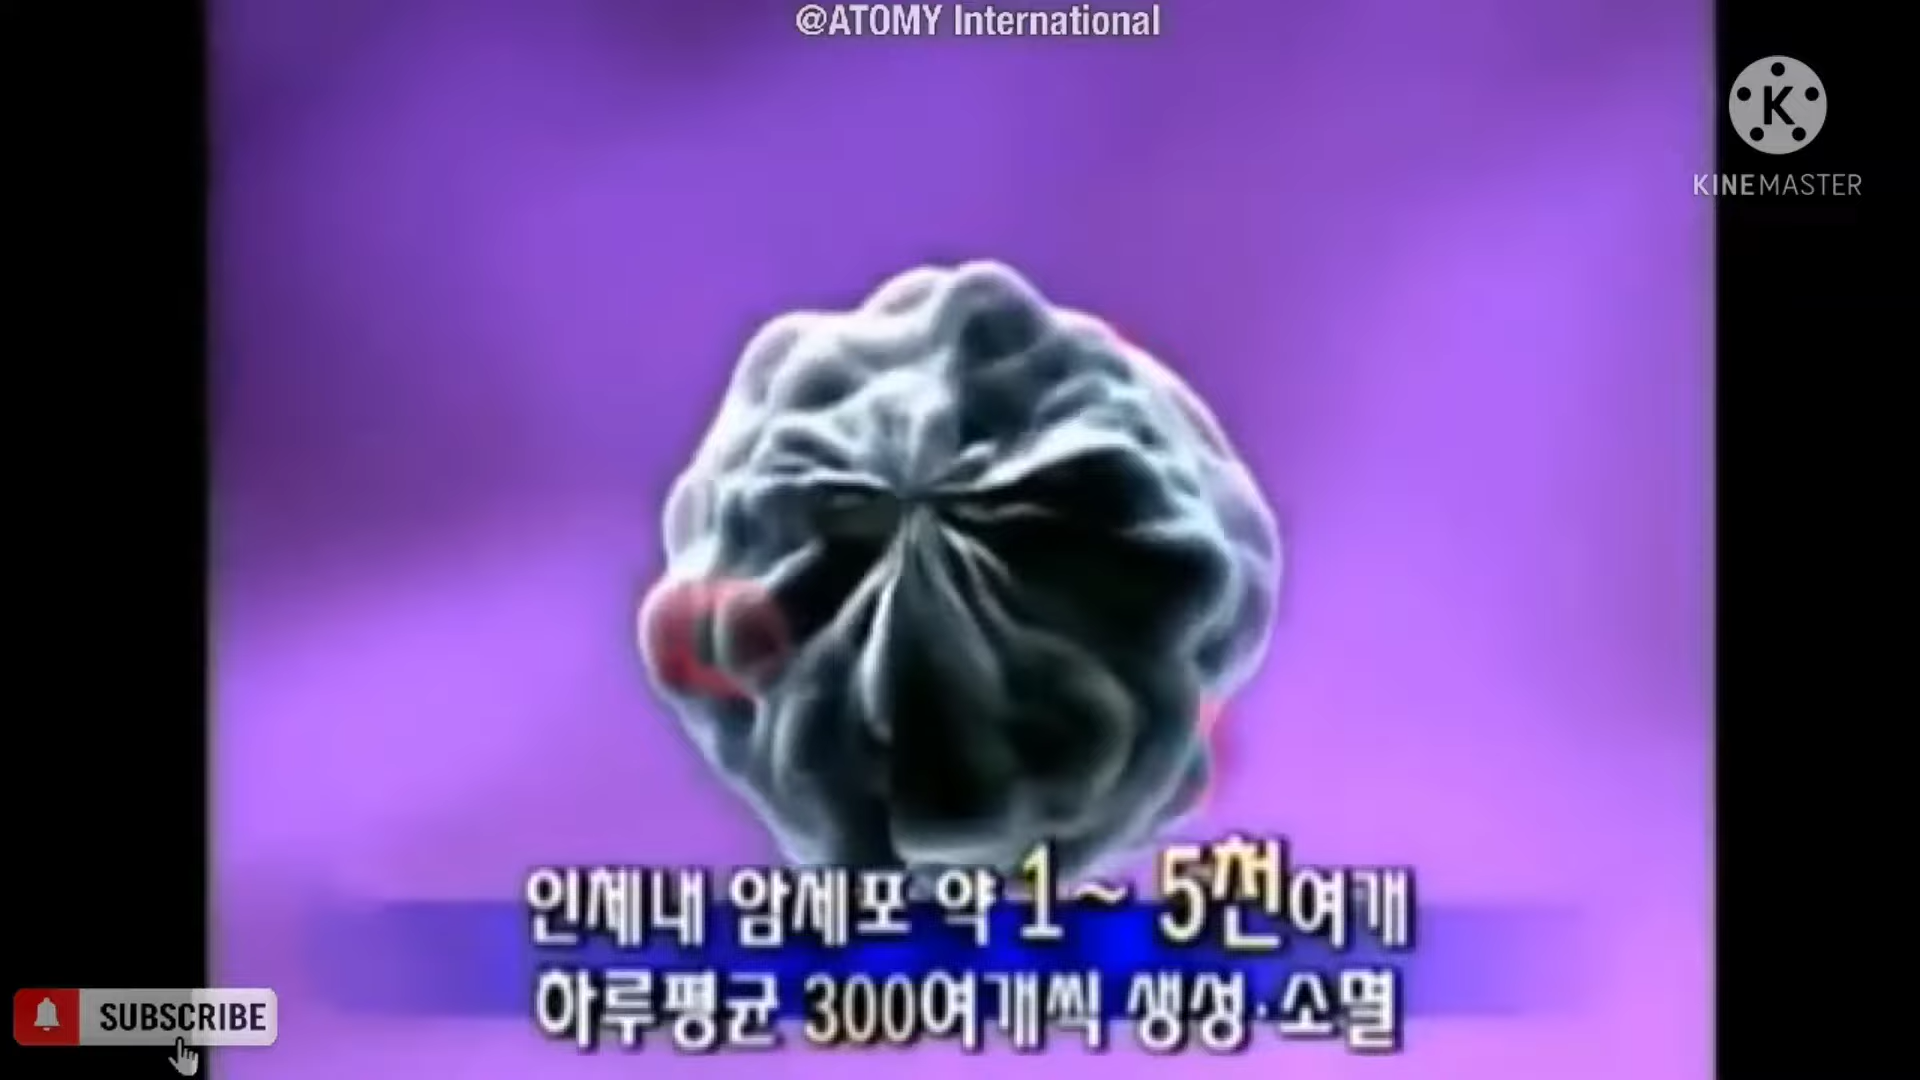 @ATOMY International
K
KINEMASTER
인체내 암세포 약 1~ 5천여개
하루평균 300여개씩 생성·소멸
SUBSCRIBE